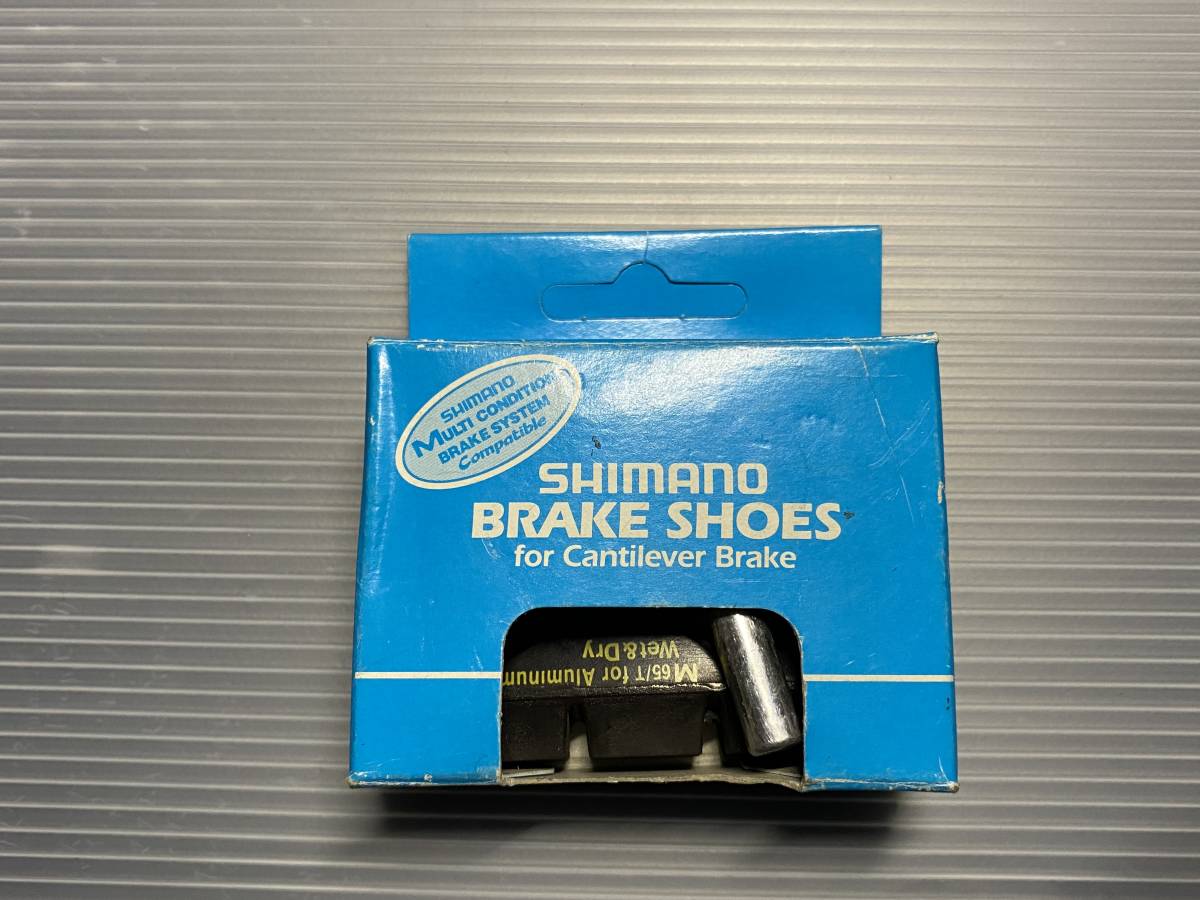 SHIMANO
MULTI CONDITION
BRAKE SYSTEM
Compatible
SHIMANO
BRAKE SHOES
for Cantilever Brake
M65/T for Aluminum
Wet&Dry